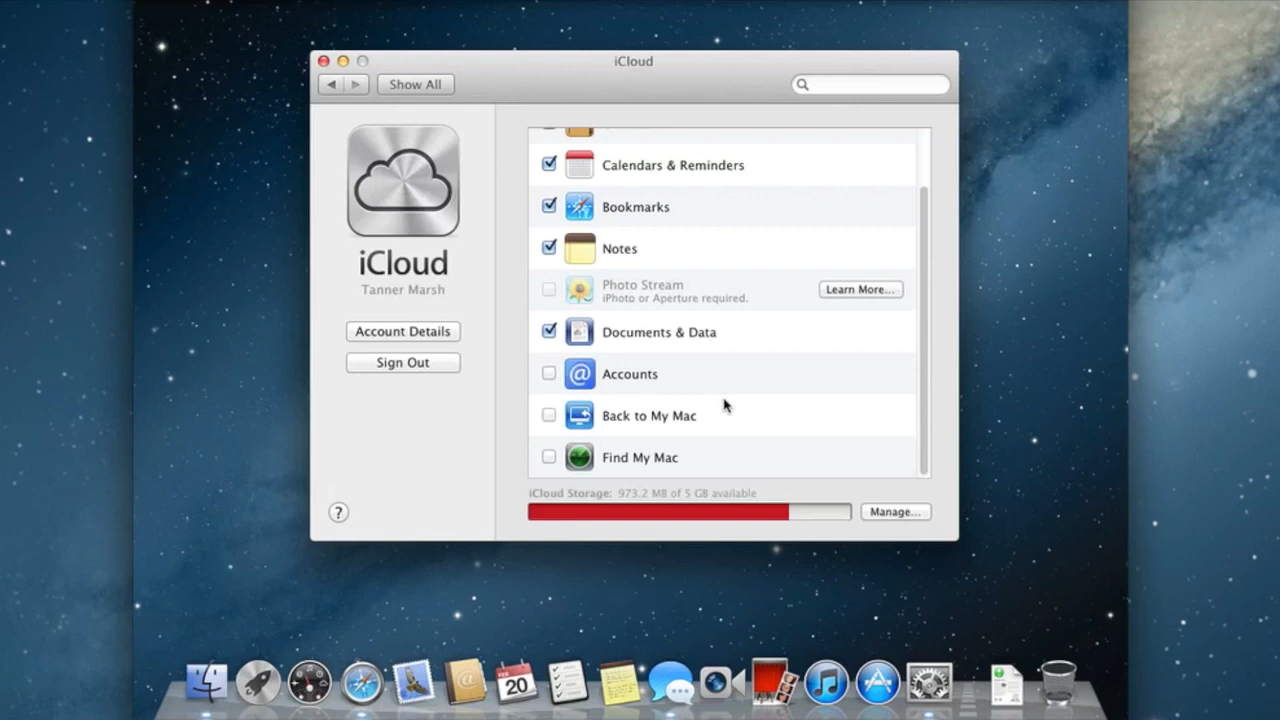 iCloud
Show All
Calendars & Reminders
Bookmarks
Notes
Photo Stream
iPhoto or Aperture required.
Learn More...
Documents & Data
Accounts
Back to My Mac
Find My Mac
iCloud
Tanner Marsh
Account Details
Sign Out
?
iCloud Storage: 973.2 MB of 5 GB available
Manage...
FEB
20